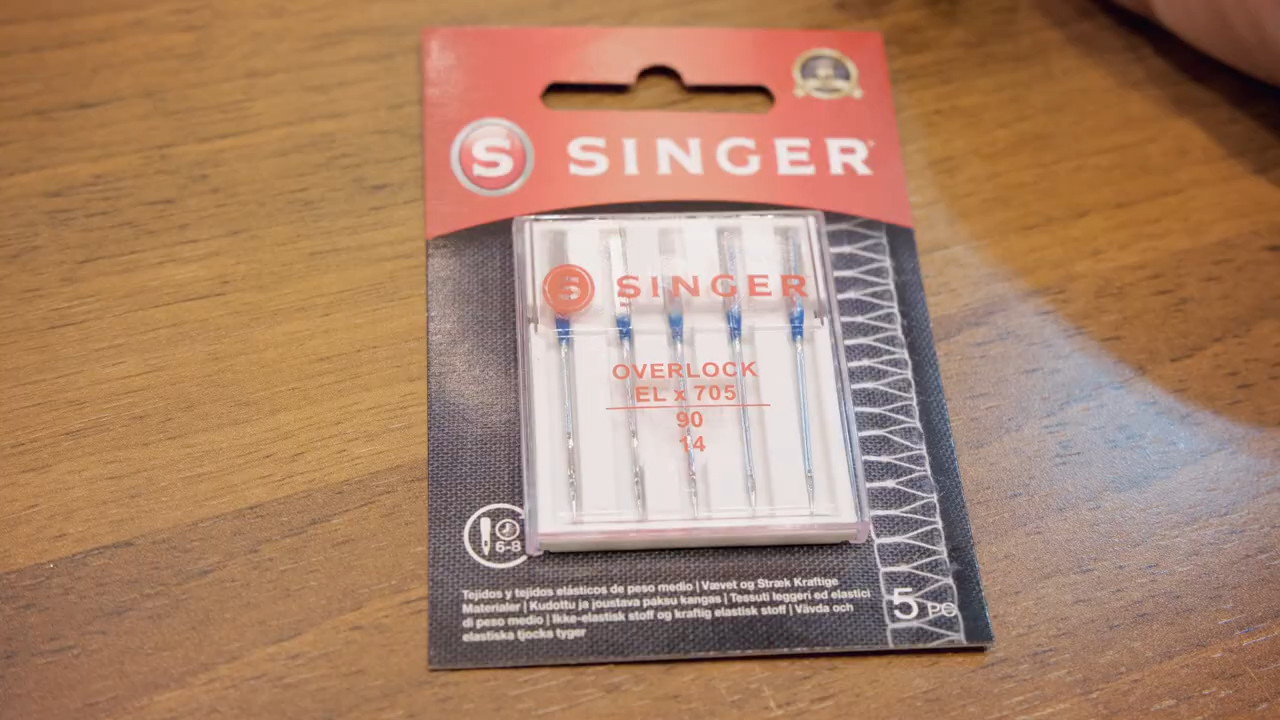 S SINGER
S SINGER
OVERLOCK
EL x 705
90
14
6-8
Tejidos y tejidos elásticos de peso medio | Vævet og Stræk Kraftige
Materialer | Kudottu ja joustava paksu kangas | Tessuti leggeri ed elastici
di peso medio | Ikke-elastisk stoff og kraftig elastisk stoff | Vävda och
elastiska tjocka tyger
5 PC